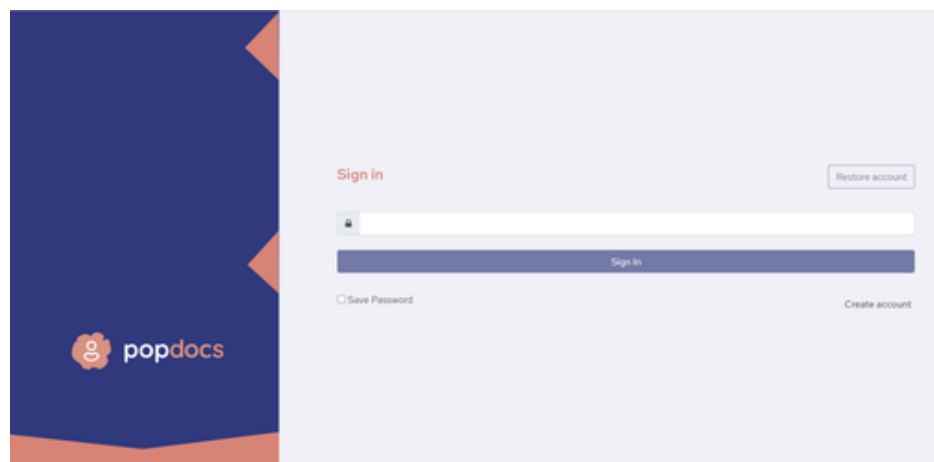 Sign in
Restore account
Sign In
Save Password
Create account
popdocs